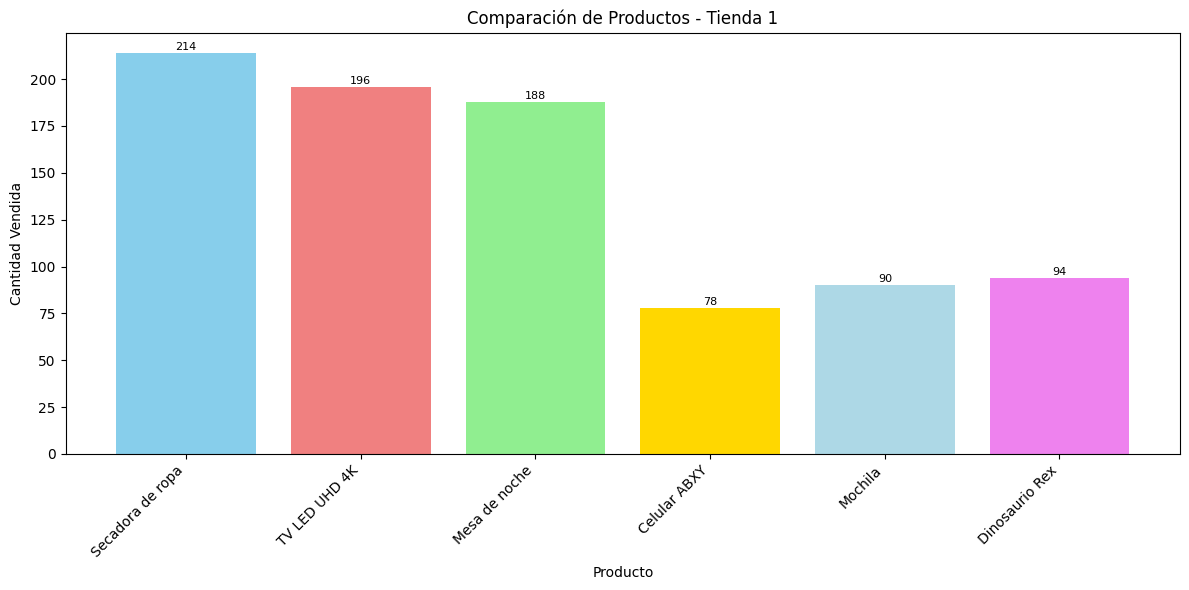 Comparación de Productos - Tienda 1
Cantidad Vendida
200
175
150
125
100
75
50
25
0
214
196
188
78
90
94
Secadora de ropa
TV LED UHD 4K
Mesa de noche
Celular ABXY
Mochila
Dinosaurio Rex
Producto